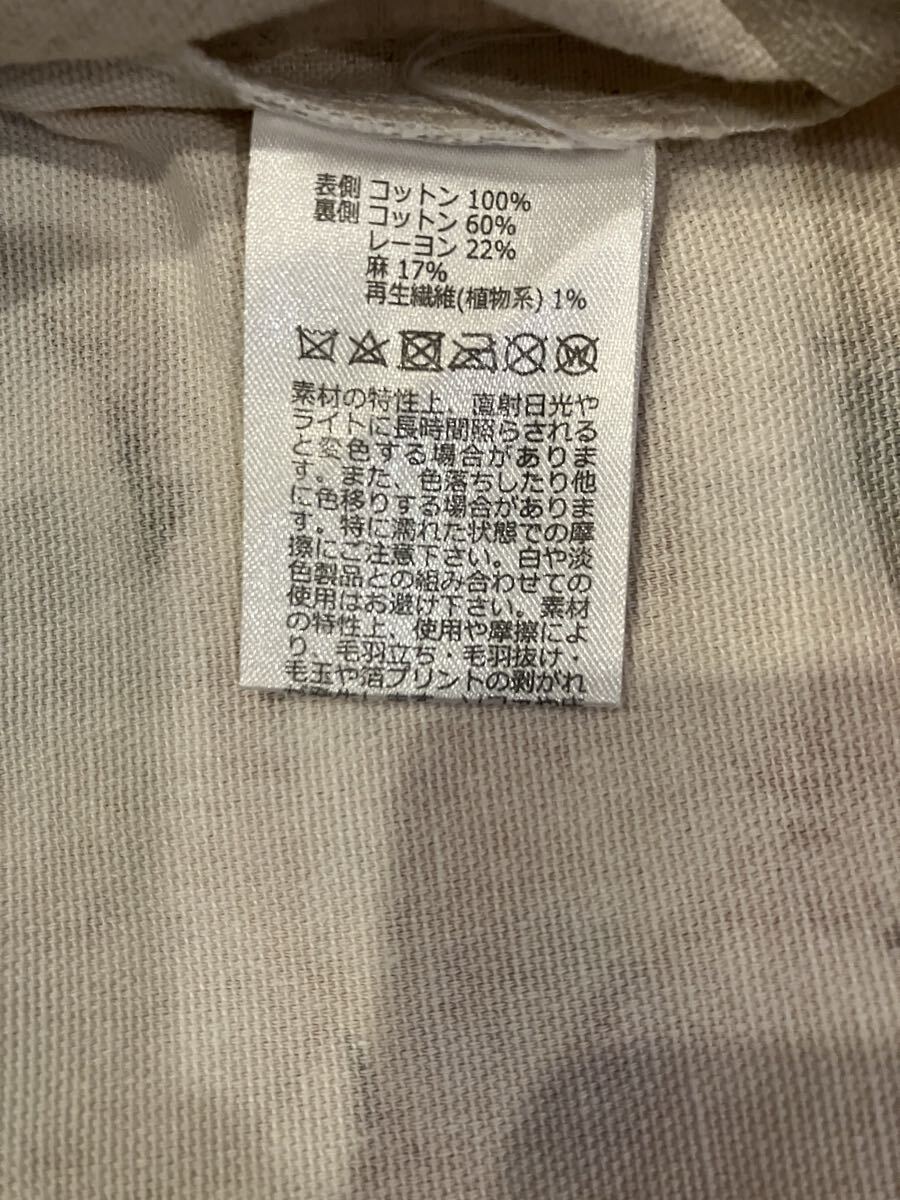 表側 コットン 100%
裏側 コットン 60%
レーヨン 22%
麻 17%
再生繊維(植物系) 1%
素材の特性上、直射日光や
ライトに長時間照らされる
と変色する場合がありま
す。また、色落ちしたり他
に色移りする場合がありま
す。特に濡れた状態での摩
擦にご注意下さい。白や淡
色製品との組み合わせての
使用はお避け下さい。素材
の特性上、使用や摩擦によ
り、毛羽立ち・毛羽抜け・
毛玉や箔プリントの剥がれ